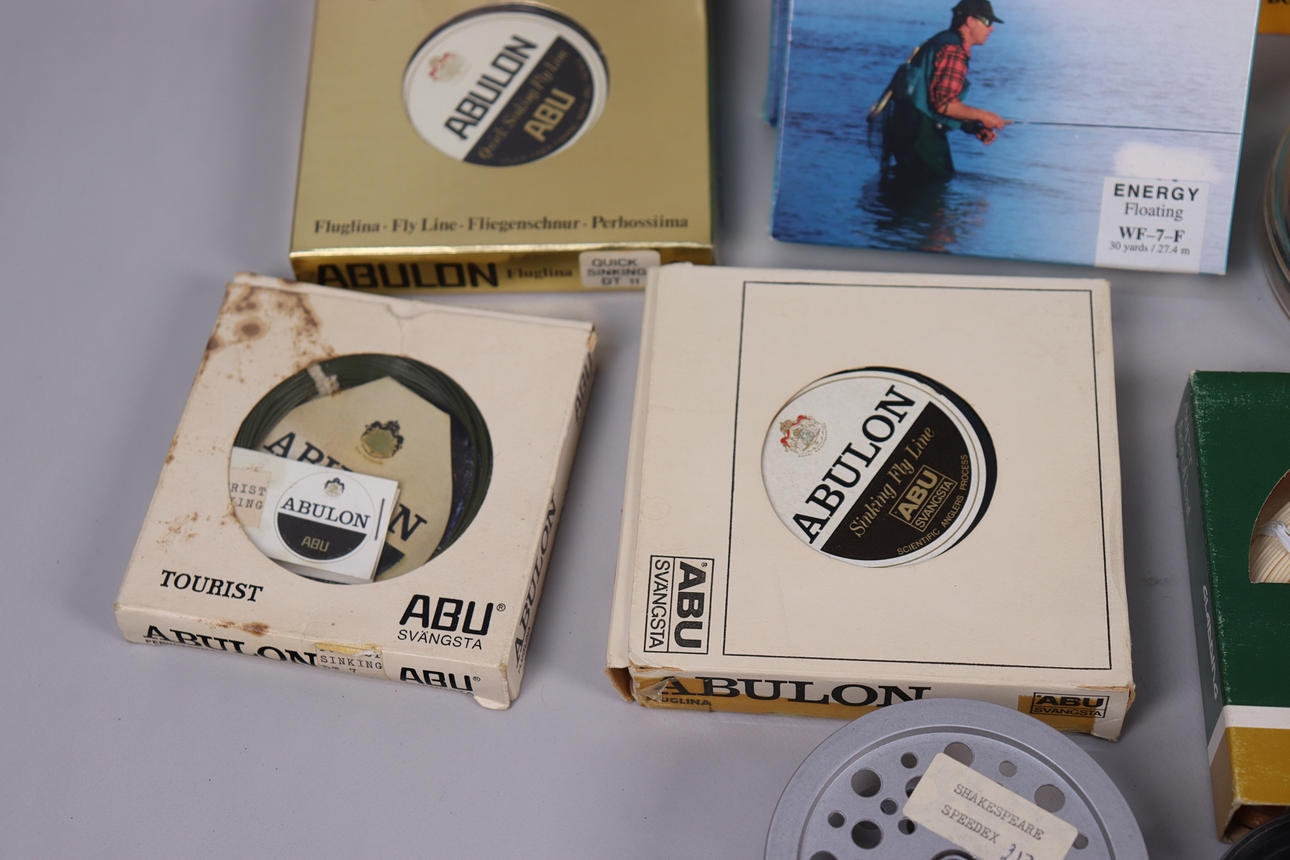 ABULON
Quick Sinking Fly Line
ABU
Fluglina · Fly Line · Fliegenschnur · Perhossiima
ABULON Fluglina
QUICK
SINKING
DT 11
ENERGY
Floating
WF–7–F
30 yards / 27.4 m
ABULON
ABULON
ABU
TOURIST
ABU®
SVÄNGSTA
ABULON
SINKING
ABU®
ABULON
ABULON
Sinking Fly Line
ABU
SVÄNGSTA
SCIENTIFIC ANGLERS PROCESS
ABU®
SVÄNGSTA
ABULON
FLUGLINA
ABU
SVÄNGSTA
SHAKESPEARE
SPEEDEX